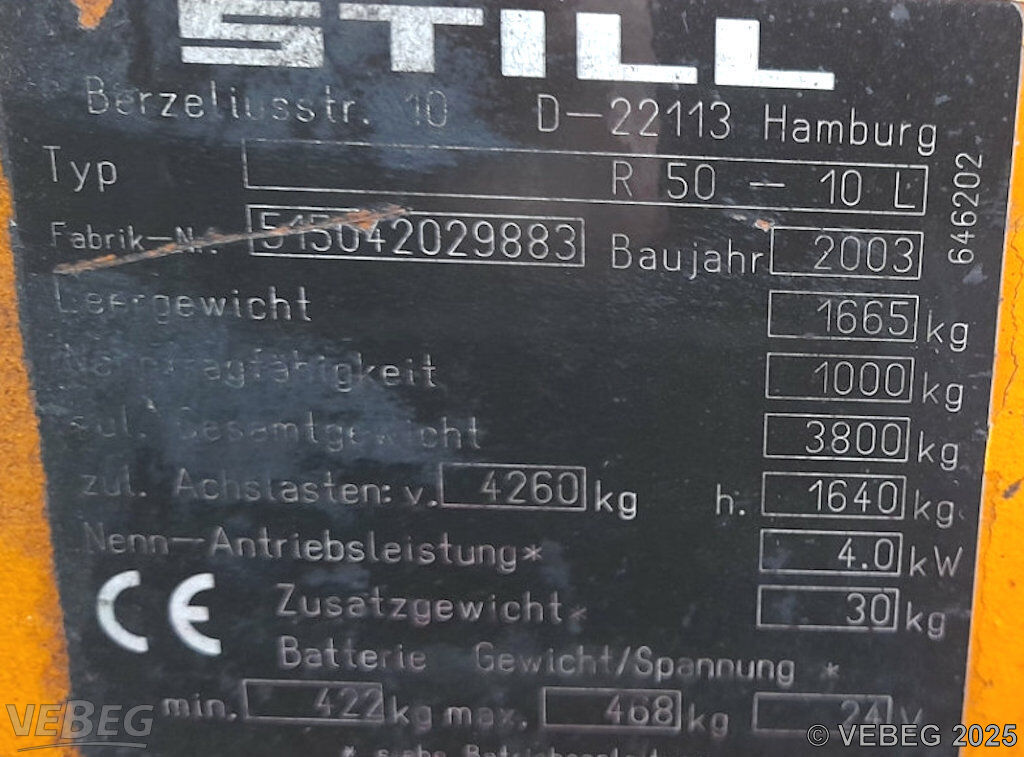 STILL
Berzeliusstr. 10 D-22113 Hamburg
Typ R 50 - 10 L
646202
Fabrik-Nr. 515042029883 Baujahr 2003
Leergewicht 1665 kg
Nenntragfähigkeit 1000 kg
zul. Gesamtgewicht 3800 kg
zul. Achslasten: v. 4260 kg h. 1640 kg
Nenn-Antriebsleistung* 4.0 kW
CE Zusatzgewicht* 30 kg
Batterie Gewicht/Spannung *
min. 422 kg max. 468 kg 24 V
* siehe Betriebsanleit
VEBEG
© VEBEG 2025